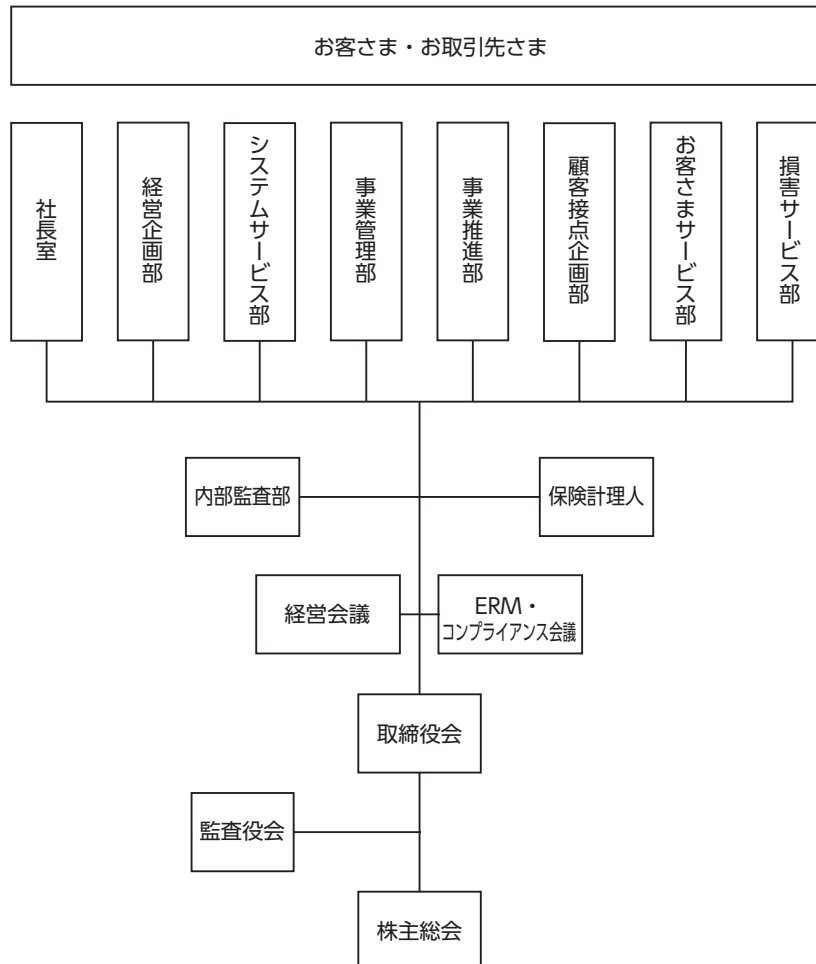 お客さま・お取引先さま
社長室
経営企画部
システムサービス部
事業管理部
事業推進部
顧客接点企画部
お客さまサービス部
損害サービス部
内部監査部
保険計理人
経営会議
ERM・
コンプライアンス会議
取締役会
監査役会
株主総会